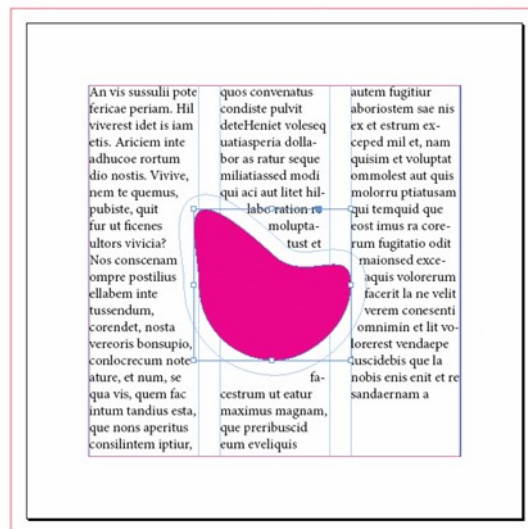 An vis sussulii pote
fericae periam. Hil
viverest idet is iam
etis. Ariciem inte
adhucoe rortum
dio nostis. Vivere,
nem te quemus,
pubiste, quit
fur ut ficenes
ultors vivicia?
Nos conscenam
ompre postilius
ellabem inte
tussendum,
corendet, nosta
vereoris bonsupio,
conlocrecum note
ature, et num, se
qua vis, quem fac
intum tandius esta,
que nons aperitus
consilintem iptiur,
quos convenatus
condiste pulvit
deteHeniet voleseq
uatiasperia dolla-
bor as ratur seque
miliatiassed modi
qui aci aut litet hil-
laboration
molupta-
tust et
fa-
cestrum ut eatur
maximus magnam,
que preribuscid
eum eveliquis
autem fugitiur
aboriostem sae nis
ex et estrum ex-
ceped mil et, nam
quisim et voluptat
ommolest aut quis
molorru ptiatusam
qui temquid que
eost imus ra core-
rum fugitatio odit
maionsed exce-
aquis volorerum
facerit la ne velit
verem conesenti
omnimin et lit vo-
lorerest vendaepe
iuscidebis que la
nobis enis enit et re
sandaernam a